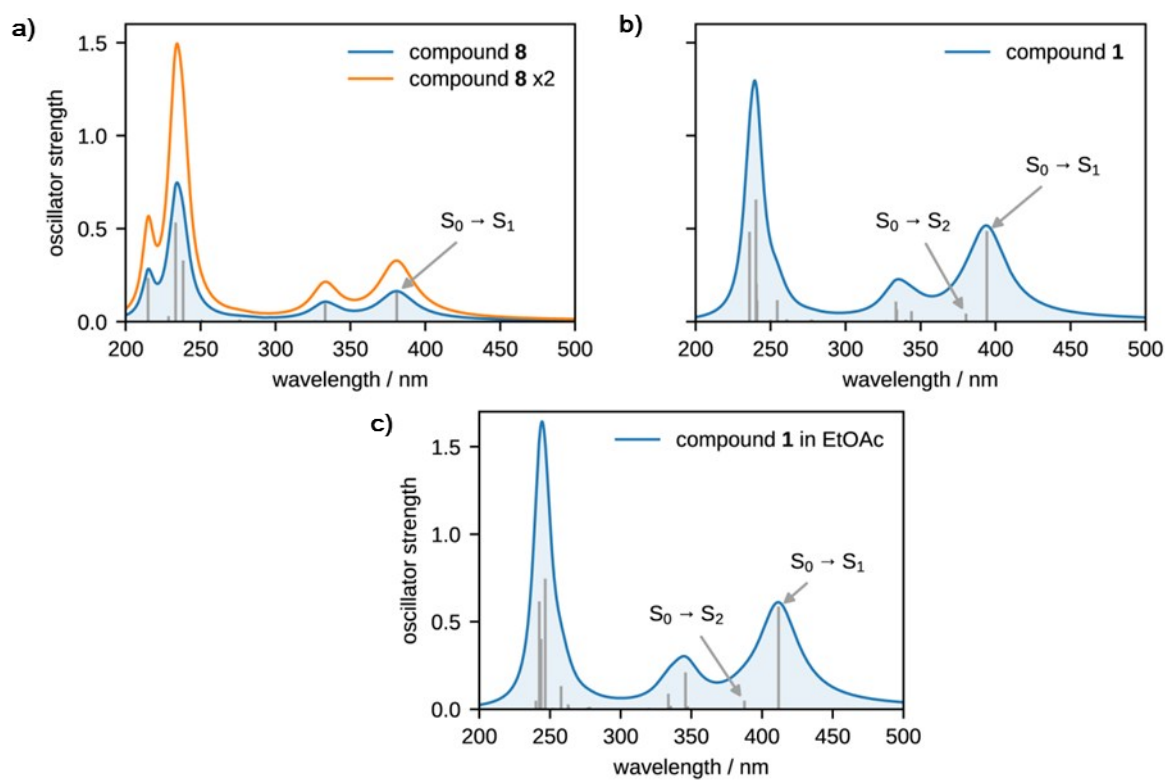 a)
1.5
1.0
0.5
0.0
oscillator strength
compound 8
compound 8 x2
S0 → S1
200 250 300 350 400 450 500
wavelength / nm
b)
compound 1
S0 → S1
S0 → S2
200 250 300 350 400 450 500
wavelength / nm
c)
1.5
1.0
0.5
0.0
oscillator strength
compound 1 in EtOAc
S0 → S1
S0 → S2
200 250 300 350 400 450 500
wavelength / nm